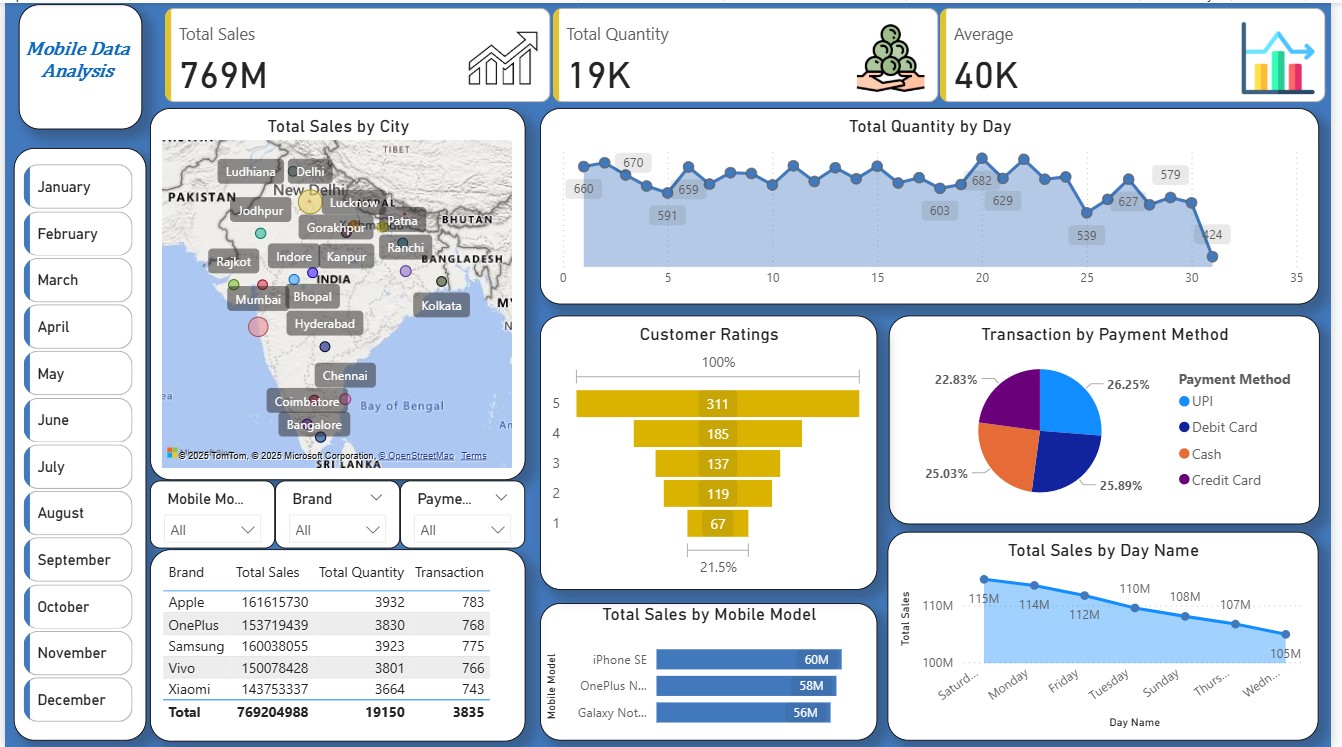 Mobile Data
Analysis
Total Sales
769M
Total Quantity
19K
Average
40K
January
February
March
April
May
June
July
August
September
October
November
December
Total Sales by City
TIBET
Ludhiana
Delhi
New Delhi
PAKISTAN
Lucknow
Jodhpur
Gorakhpur
Patna
BHUTAN
Ranchi
Rajkot
Indore
Kanpur
BANGLADESH
INDIA
Mumbai
Bhopal
Kolkata
Hyderabad
Chennai
Coimbatore
Bay of Bengal
Bangalore
© 2025 TomTom, © 2025 Microsoft Corporation, © OpenStreetMap Terms
SRI LANKA
Mobile Mo...
All
Brand
All
Payme...
All
Brand Total Sales Total Quantity Transaction
Apple 161615730 3932 783
OnePlus 153719439 3830 768
Samsung 160038055 3923 775
Vivo 150078428 3801 766
Xiaomi 143753337 3664 743
Total 769204988 19150 3835
Total Quantity by Day
660
670
591
659
603
682
629
539
627
579
424
0 5 10 15 20 25 30 35
Customer Ratings
100%
5 311
4 185
3 137
2 119
1 67
21.5%
Transaction by Payment Method
22.83%
26.25%
25.03%
25.89%
Payment Method
UPI
Debit Card
Cash
Credit Card
Total Sales by Mobile Model
Mobile Model
iPhone SE 60M
OnePlus N... 58M
Galaxy Not... 56M
Total Sales by Day Name
Total Sales
110M
100M
115M
114M
112M
110M
108M
107M
105M
Saturd...
Monday
Friday
Tuesday
Sunday
Thurs...
Wedn...
Day Name